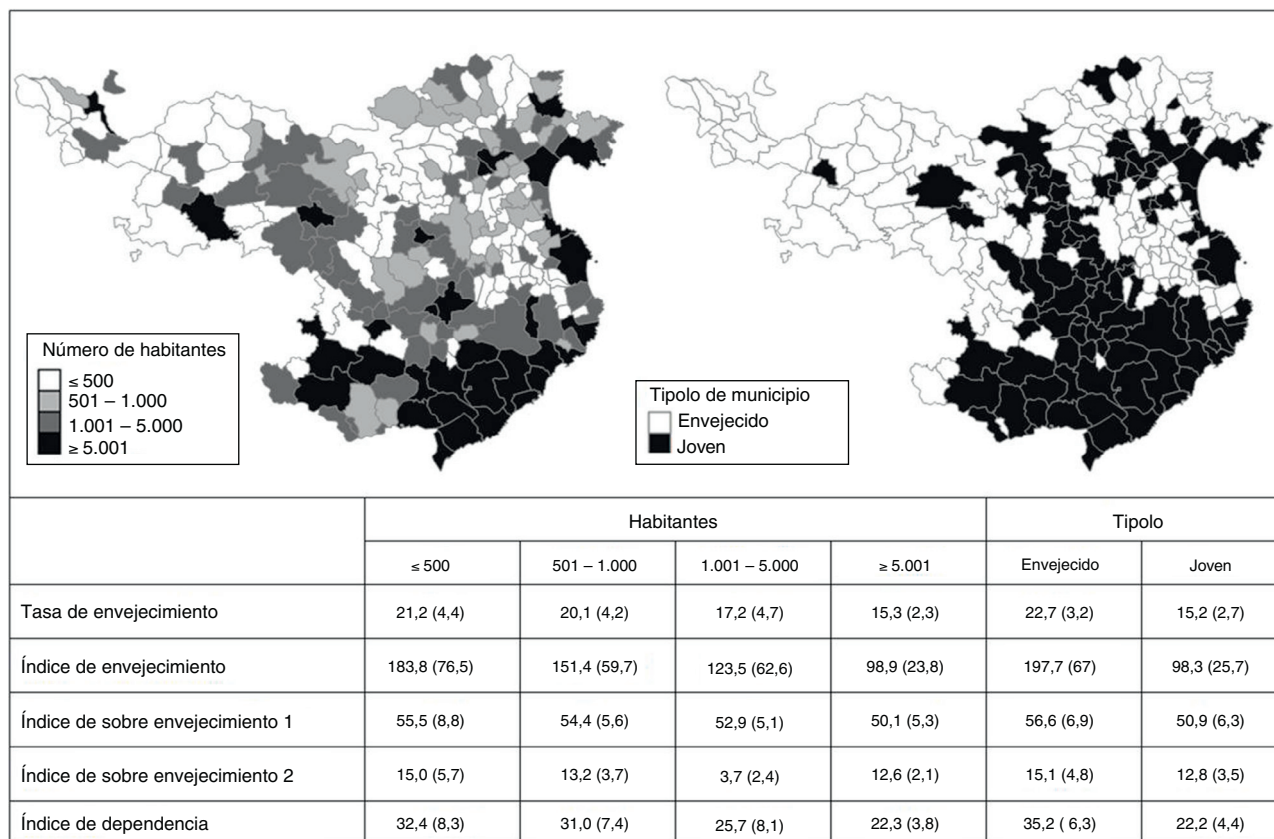 Número de habitantes
≤ 500
501 – 1.000
1.001 – 5.000
≥ 5.001
Tipolo de municipio
Envejecido
Joven
Habitantes Tipolo
≤ 500 501 – 1.000 1.001 – 5.000 ≥ 5.001 Envejecido Joven
Tasa de envejecimiento 21,2 (4,4) 20,1 (4,2) 17,2 (4,7) 15,3 (2,3) 22,7 (3,2) 15,2 (2,7)
Índice de envejecimiento 183,8 (76,5) 151,4 (59,7) 123,5 (62,6) 98,9 (23,8) 197,7 (67) 98,3 (25,7)
Índice de sobre envejecimiento 1 55,5 (8,8) 54,4 (5,6) 52,9 (5,1) 50,1 (5,3) 56,6 (6,9) 50,9 (6,3)
Índice de sobre envejecimiento 2 15,0 (5,7) 13,2 (3,7) 3,7 (2,4) 12,6 (2,1) 15,1 (4,8) 12,8 (3,5)
Índice de dependencia 32,4 (8,3) 31,0 (7,4) 25,7 (8,1) 22,3 (3,8) 35,2 ( 6,3) 22,2 (4,4)